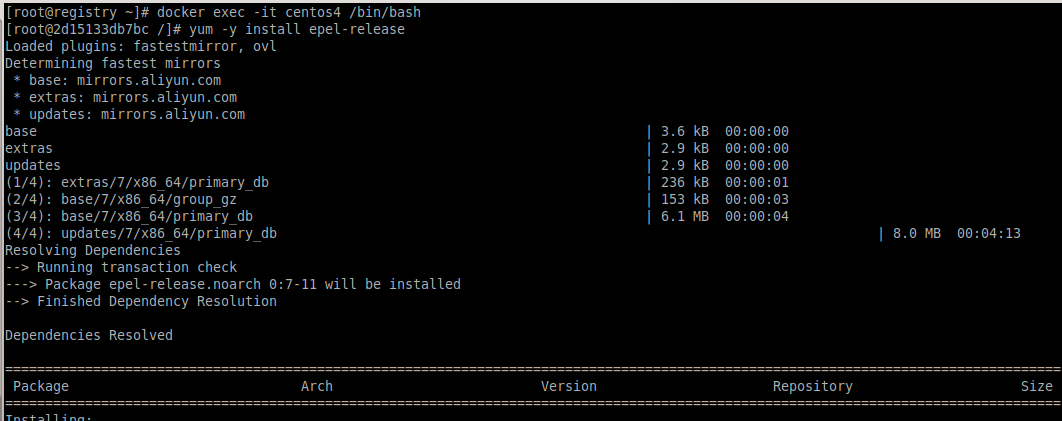 [root@registry ~]# docker exec -it centos4 /bin/bash
[root@2d15133db7bc /]# yum -y install epel-release
Loaded plugins: fastestmirror, ovl
Determining fastest mirrors
 * base: mirrors.aliyun.com
 * extras: mirrors.aliyun.com
 * updates: mirrors.aliyun.com
base | 3.6 kB 00:00:00
extras | 2.9 kB 00:00:00
updates | 2.9 kB 00:00:00
(1/4): extras/7/x86_64/primary_db | 236 kB 00:00:01
(2/4): base/7/x86_64/group_gz | 153 kB 00:00:03
(3/4): base/7/x86_64/primary_db | 6.1 MB 00:00:04
(4/4): updates/7/x86_64/primary_db | 8.0 MB 00:04:13
Resolving Dependencies
--> Running transaction check
---> Package epel-release.noarch 0:7-11 will be installed
--> Finished Dependency Resolution
Dependencies Resolved
Package Arch Version Repository Size
Installing: